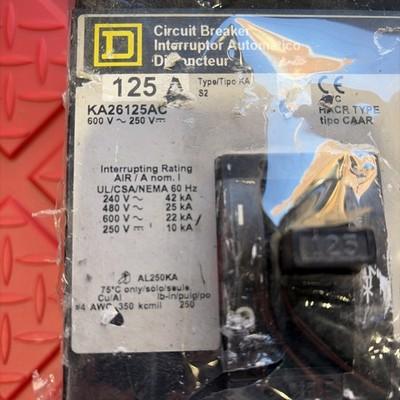 D
Circuit Breaker
Interruptor Automático
Disjoncteur
125 A
Type/Tipo KA
S2
KA26125AC
600 V ~ 250 V⎓
CE
HACR TYPE
tipo CAAR
Interrupting Rating
AIR / A nom. I
UL/CSA/NEMA 60 Hz
240 V ~ 42 kA
480 V ~ 25 kA
600 V ~ 22 kA
250 V ⎓ 10 kA
125
AL250KA
75°C only/solo/seule
Cu/Al lb-in/pulg/po
#4 AWG-350 kcmil 250